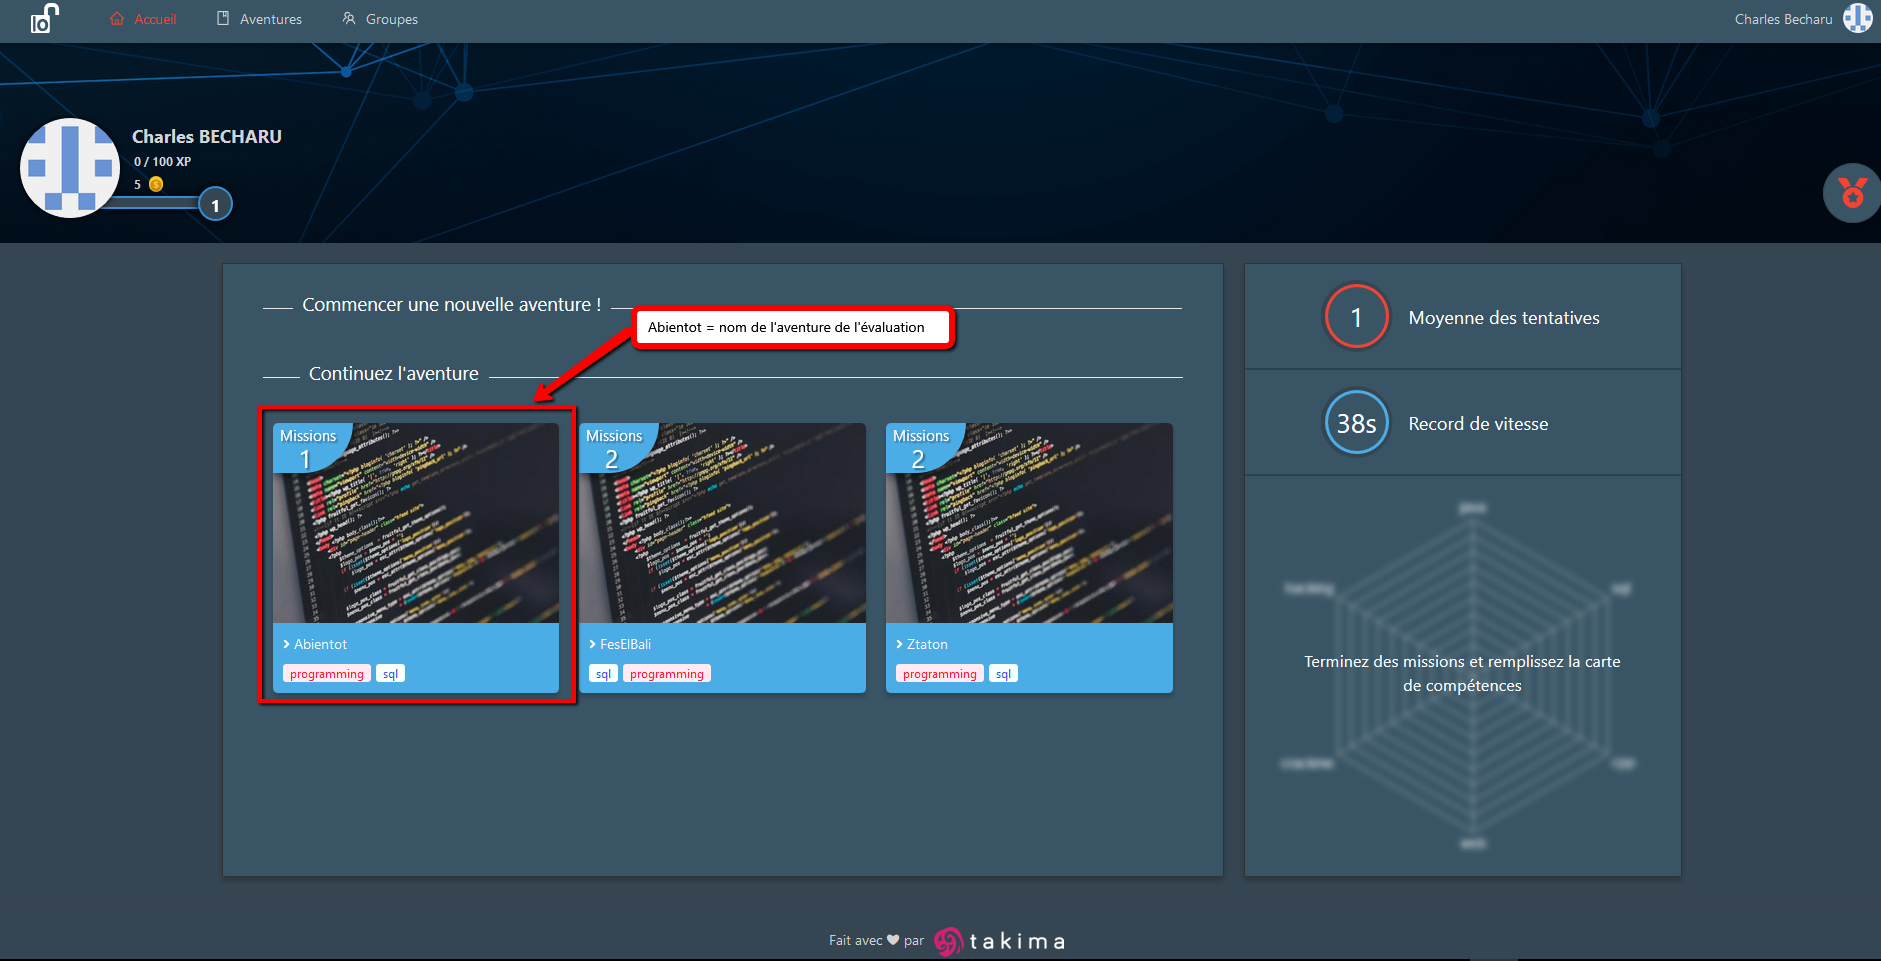 Accueil
Aventures
Groupes
Charles Becharu
Charles BECHARU
0 / 100 XP
5
1
Commencer une nouvelle aventure !
Abientot = nom de l'aventure de l'évaluation
Continuez l'aventure
Missions
1
Abientot
programming sql
Missions
2
FesElBali
sql programming
Missions
2
Ztaton
programming sql
1 Moyenne des tentatives
38s Record de vitesse
Terminez des missions et remplissez la carte
de compétences
Fait avec par takima